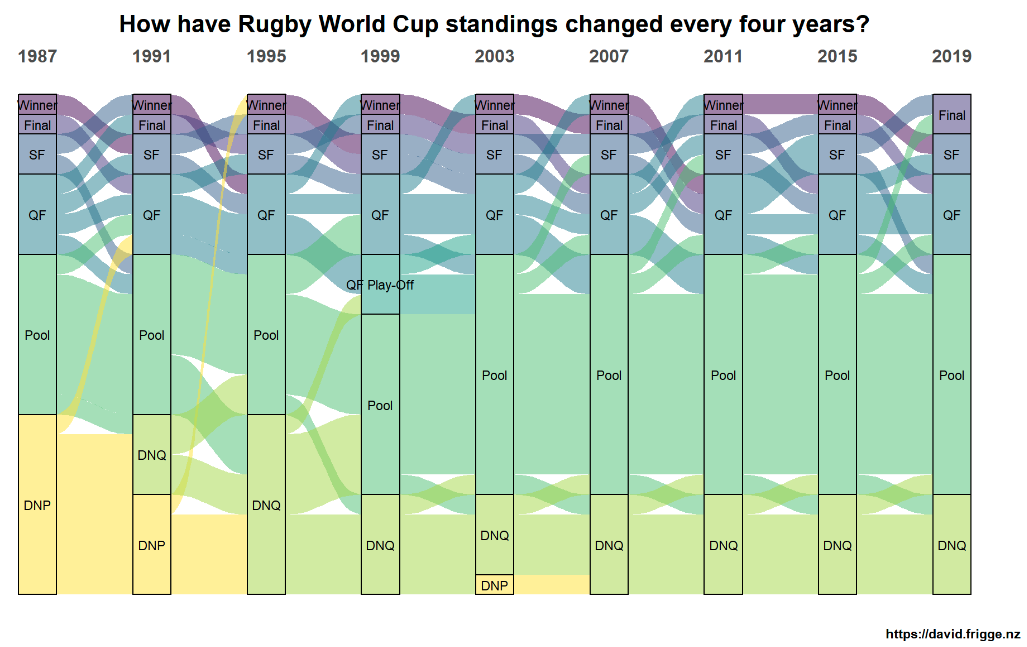 How have Rugby World Cup standings changed every four years?
1987 1991 1995 1999 2003 2007 2011 2015 2019
Winner Winner Winner Winner Winner Winner Winner Winner
Final Final Final Final Final Final Final Final Final
SF SF SF SF SF SF SF SF SF
QF QF QF QF QF QF QF QF QF
QF Play-Off
Pool Pool Pool Pool Pool Pool Pool Pool Pool
DNQ DNQ DNQ DNQ DNQ DNQ DNQ DNQ
DNP DNP DNP
https://david.frigge.nz